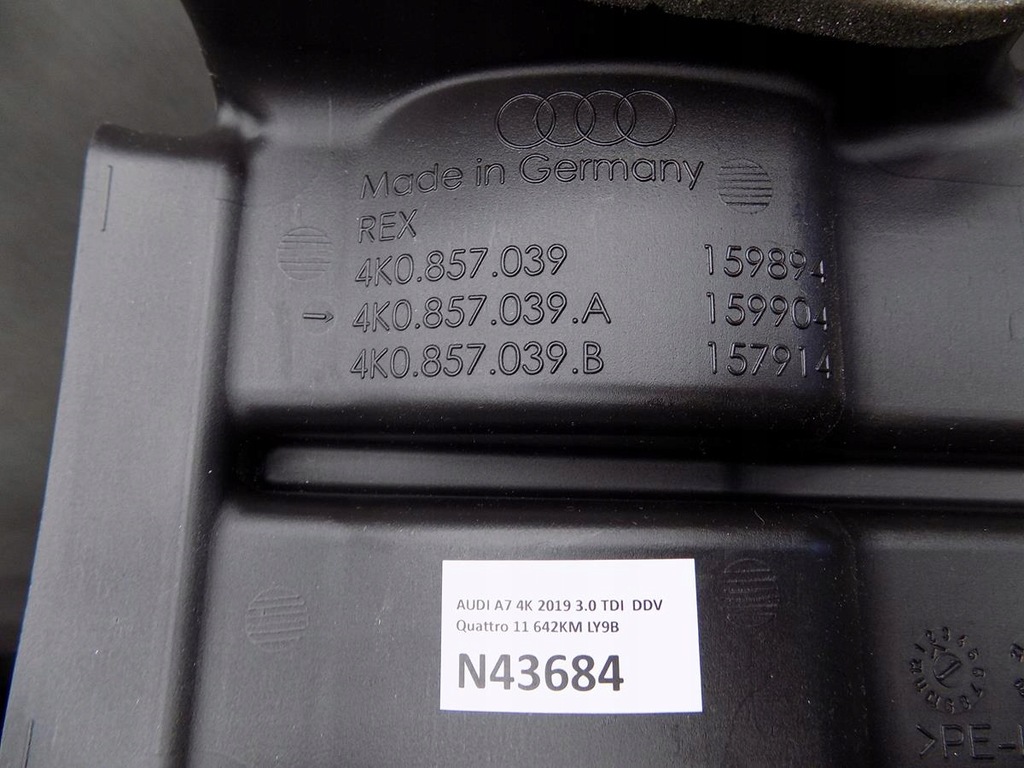 Made in Germany
REX
4K0.857.039 159894
→ 4K0.857.039.A 159904
4K0.857.039.B 157914
AUDI A7 4K 2019 3.0 TDI DDV
Quattro 11 642KM LY9B
N43684
>PE-